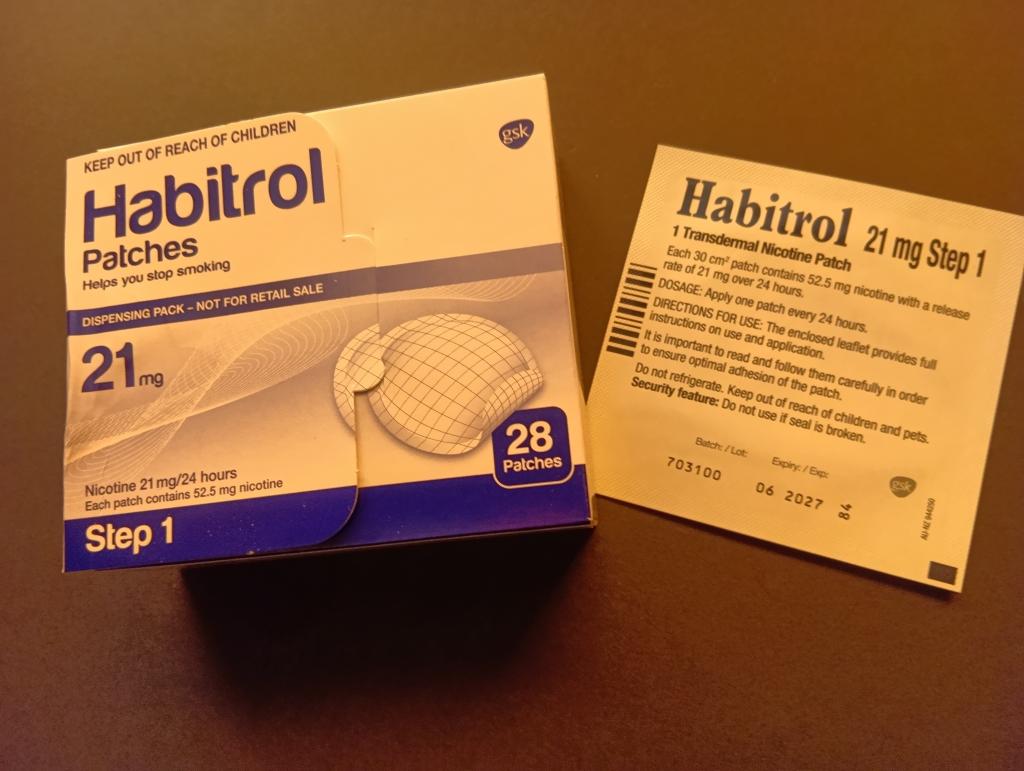 KEEP OUT OF REACH OF CHILDREN
gsk
Habitrol
Patches
Helps you stop smoking
DISPENSING PACK – NOT FOR RETAIL SALE
21 mg
28
Patches
Nicotine 21 mg/24 hours
Each patch contains 52.5 mg nicotine
Step 1
Habitrol 21 mg Step 1
1 Transdermal Nicotine Patch
Each 30 cm² patch contains 52.5 mg nicotine with a release
rate of 21 mg over 24 hours.
DOSAGE: Apply one patch every 24 hours.
DIRECTIONS FOR USE: The enclosed leaflet provides full
instructions on use and application.
It is important to read and follow them carefully in order
to ensure optimal adhesion of the patch.
Do not refrigerate. Keep out of reach of children and pets.
Security feature: Do not use if seal is broken.
Batch: / Lot: Expiry: / Exp:
703100 06 2027 84
gsk